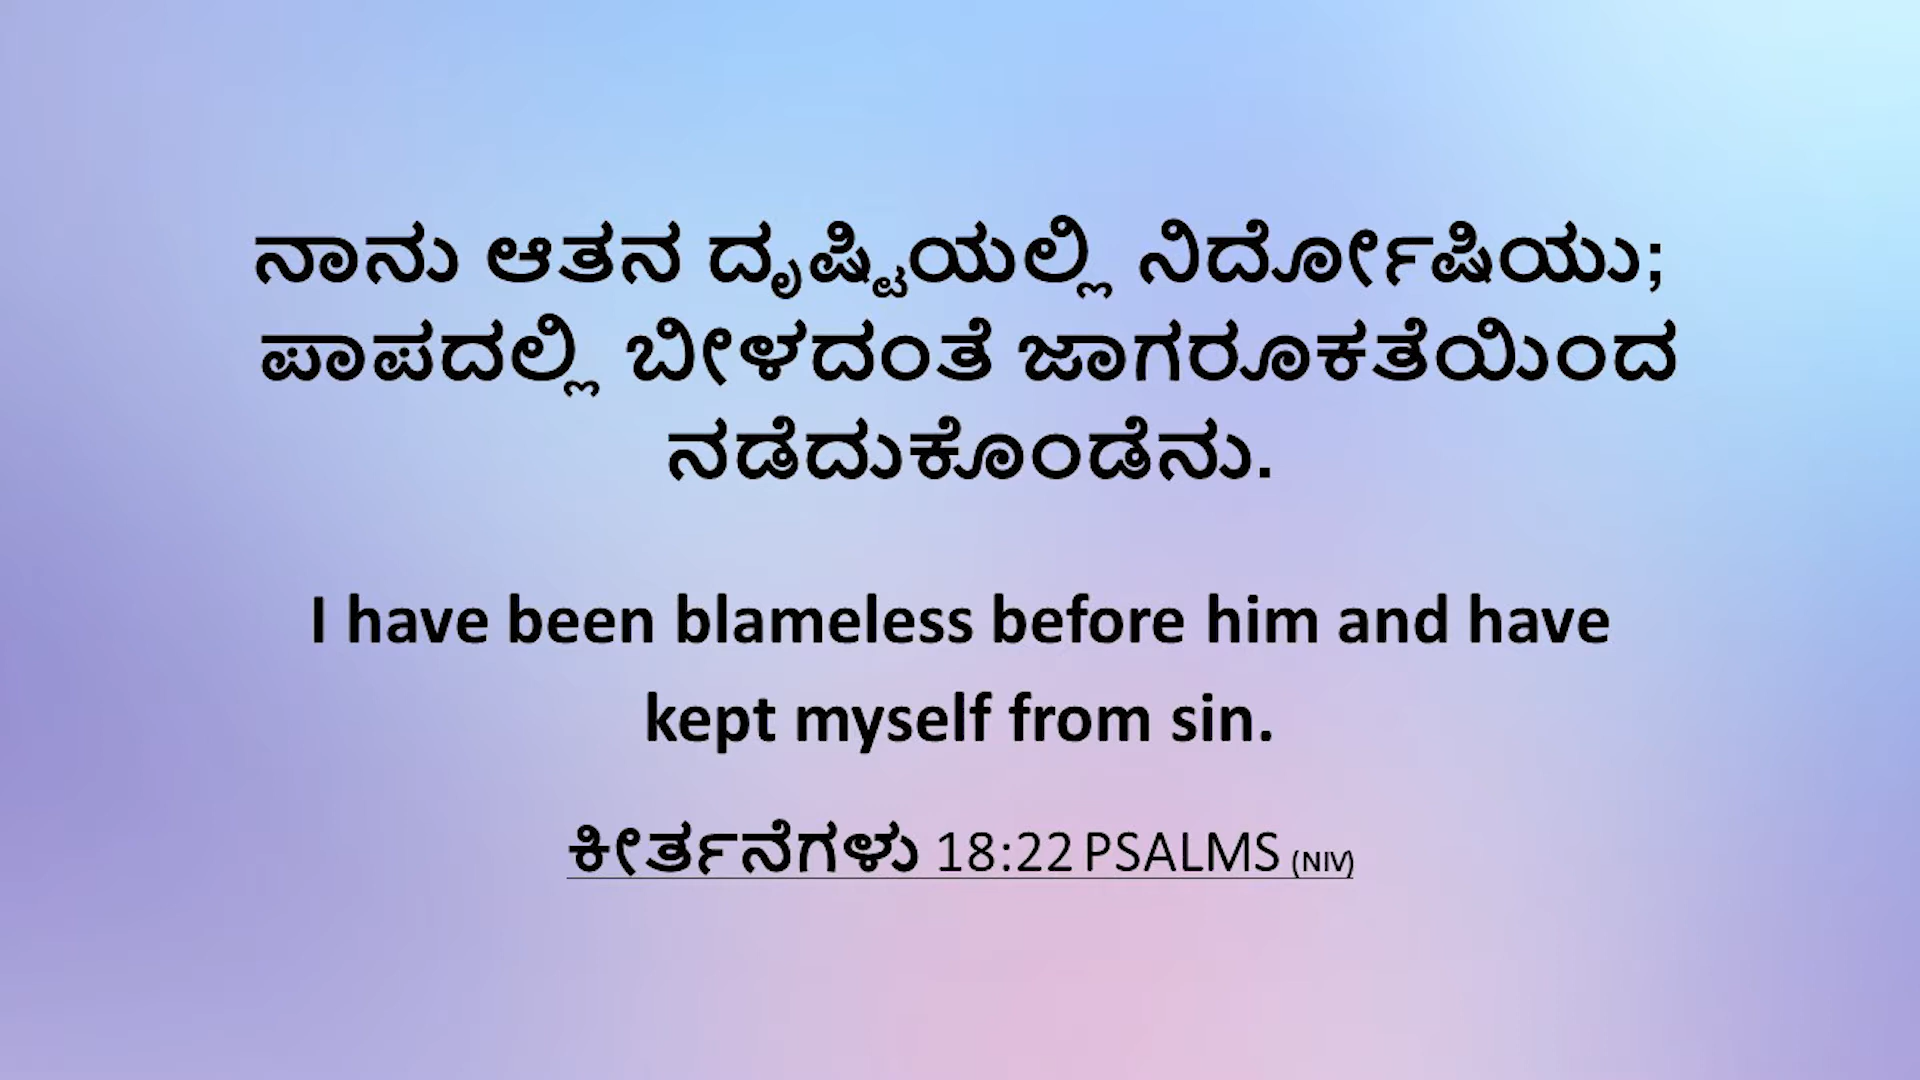 ನಾನು ಆತನ ದೃಷ್ಟಿಯಲ್ಲಿ ನಿರ್ದೋಷಿಯು;
ಪಾಪದಲ್ಲಿ ಬೀಳದಂತೆ ಜಾಗರೂಕತೆಯಿಂದ
ನಡೆದುಕೊಂಡೆನು.
I have been blameless before him and have
kept myself from sin.
ಕೀರ್ತನೆಗಳು 18:22 PSALMS (NIV)